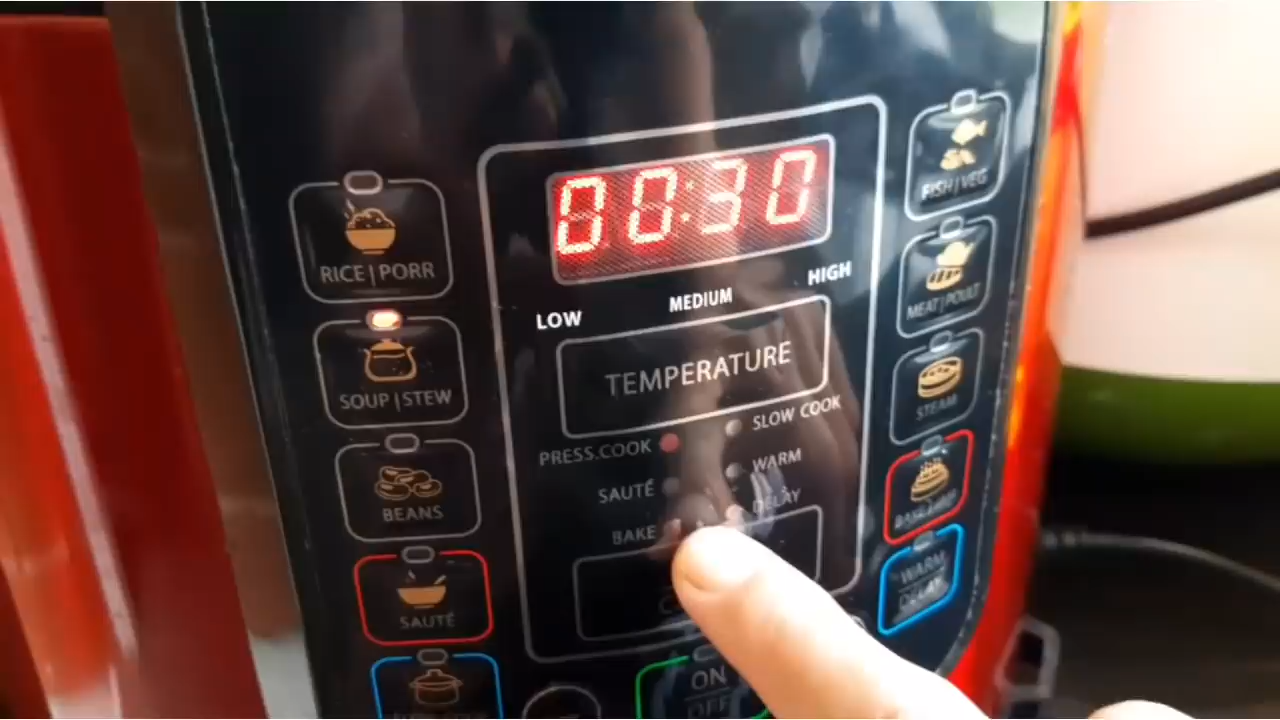 00:30
LOW MEDIUM HIGH
TEMPERATURE
PRESS.COOK
SLOW COOK
SAUTÉ
WARM
BAKE
DELAY
RICE|PORR
SOUP|STEW
BEANS
SAUTÉ
FISH|VEG
MEAT|POULT
STEAM
WARM
DELAY
ON
OFF